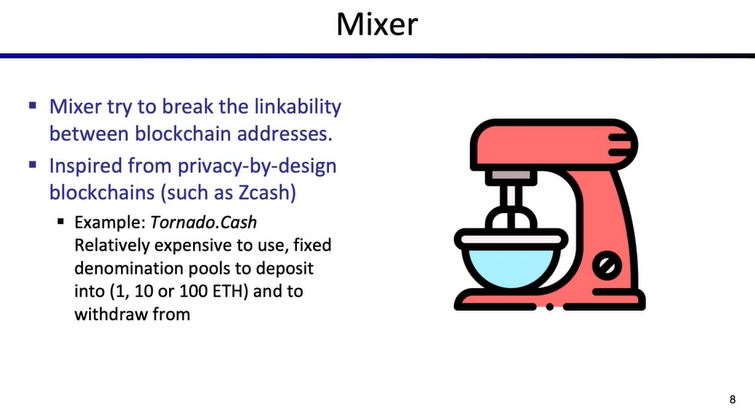 Mixer
Mixer try to break the linkability
between blockchain addresses.
Inspired from privacy-by-design
blockchains (such as Zcash)
Example: Tornado.Cash
Relatively expensive to use, fixed
denomination pools to deposit
into (1, 10 or 100 ETH) and to
withdraw from
8